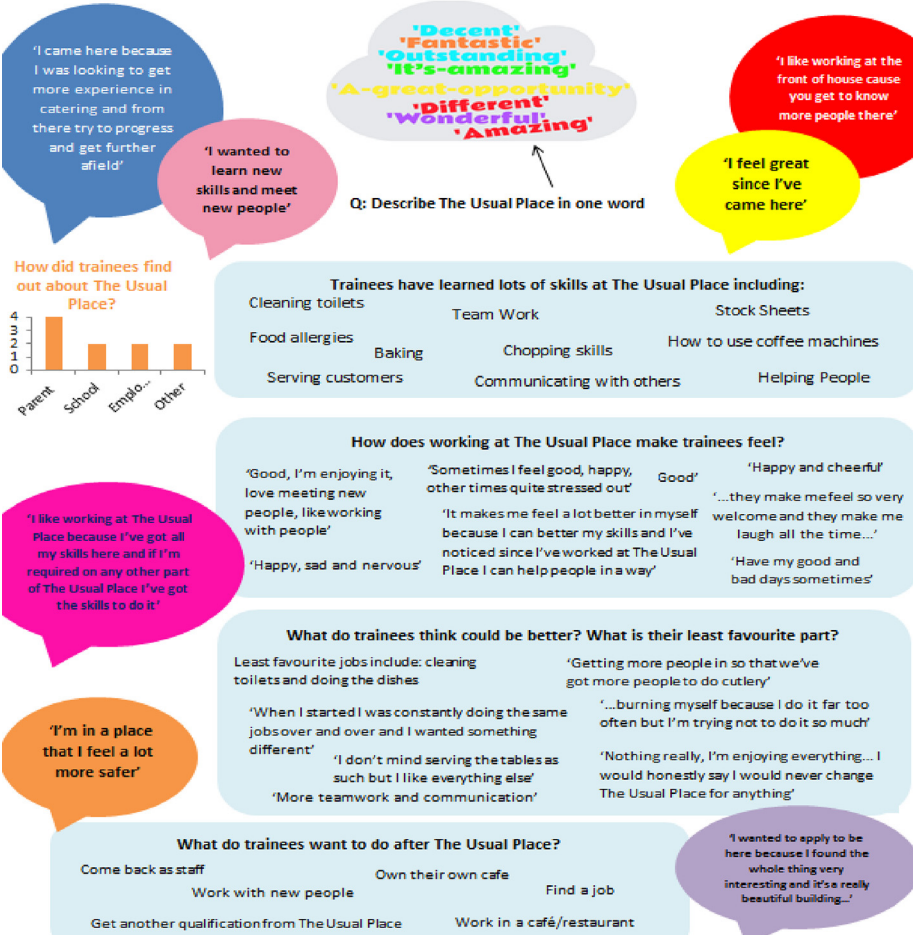 'I came here because
I was looking to get
more experience in
catering and from
there try to progress
and get further
afield'
'I wanted to
learn new
skills and meet
new people'
'Decent'
'Fantastic'
'Outstanding'
'It's-amazing'
'A-great-opportunity'
'Different'
'Wonderful'
'Amazing'
Q: Describe The Usual Place in one word
'I like working at the
front of house cause
you get to know
more people there'
'I feel great
since I've
came here'
How did trainees find
out about The Usual
Place?
4
3
2
1
0
Parent
School
Emplo...
Other
Trainees have learned lots of skills at The Usual Place including:
Cleaning toilets
Team Work
Stock Sheets
Food allergies
Baking
Chopping skills
How to use coffee machines
Serving customers
Communicating with others
Helping People
How does working at The Usual Place make trainees feel?
'Good, I'm enjoying it,
love meeting new
people, like working
with people'
'Happy, sad and nervous'
'Sometimes I feel good, happy,
other times quite stressed out'
Good'
'It makes me feel a lot better in myself
because I can better my skills and I've
noticed since I've worked at The Usual
Place I can help people in a way'
'Happy and cheerful'
'...they make me feel so very
welcome and they make me
laugh all the time...'
'Have my good and
bad days sometimes'
'I like working at The Usual
Place because I've got all
my skills here and if I'm
required on any other part
of The Usual Place I've got
the skills to do it'
What do trainees think could be better? What is their least favourite part?
Least favourite jobs include: cleaning
toilets and doing the dishes
'When I started I was constantly doing the same
jobs over and over and I wanted something
different'
'I don't mind serving the tables as
such but I like everything else'
'More teamwork and communication'
'Getting more people in so that we've
got more people to do cutlery'
'...burning myself because I do it far too
often but I'm trying not to do it so much'
'Nothing really, I'm enjoying everything... I
would honestly say I would never change
The Usual Place for anything'
'I'm in a place
that I feel a lot
more safer'
What do trainees want to do after The Usual Place?
Come back as staff
Own their own cafe
Work with new people
Find a job
Get another qualification from The Usual Place
Work in a café/restaurant
'I wanted to apply to be
here because I found the
whole thing very
interesting and it's a really
beautiful building...'